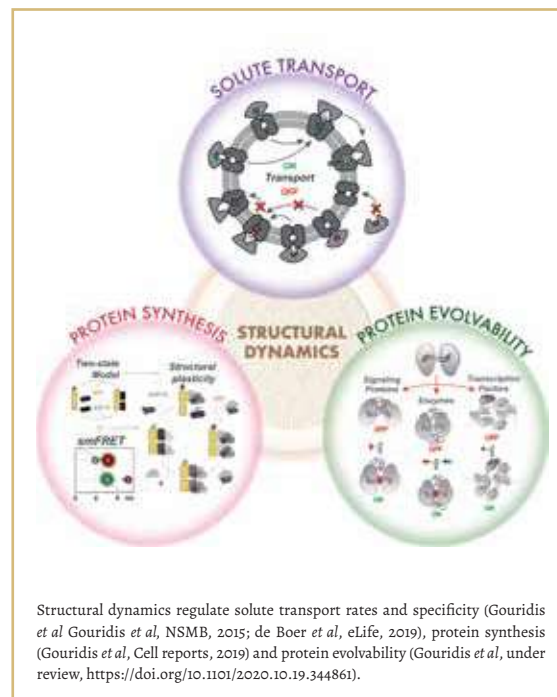 SOLUTE TRANSPORT
ON
Transport
OFF
PROTEIN SYNTHESIS
Two-state
Model
Structural
plasticity
smFRET
STRUCTURAL
DYNAMICS
PROTEIN EVOLVABILITY
Signaling
Proteins
Enzymes
Transcription
Factors
OFF
OFF
OFF
ON
ON
ON
Structural dynamics regulate solute transport rates and specificity (Gouridis
et al Gouridis et al, NSMB, 2015; de Boer et al, eLife, 2019), protein synthesis
(Gouridis et al, Cell reports, 2019) and protein evolvability (Gouridis et al, under
review, https://doi.org/10.1101/2020.10.19.344861).